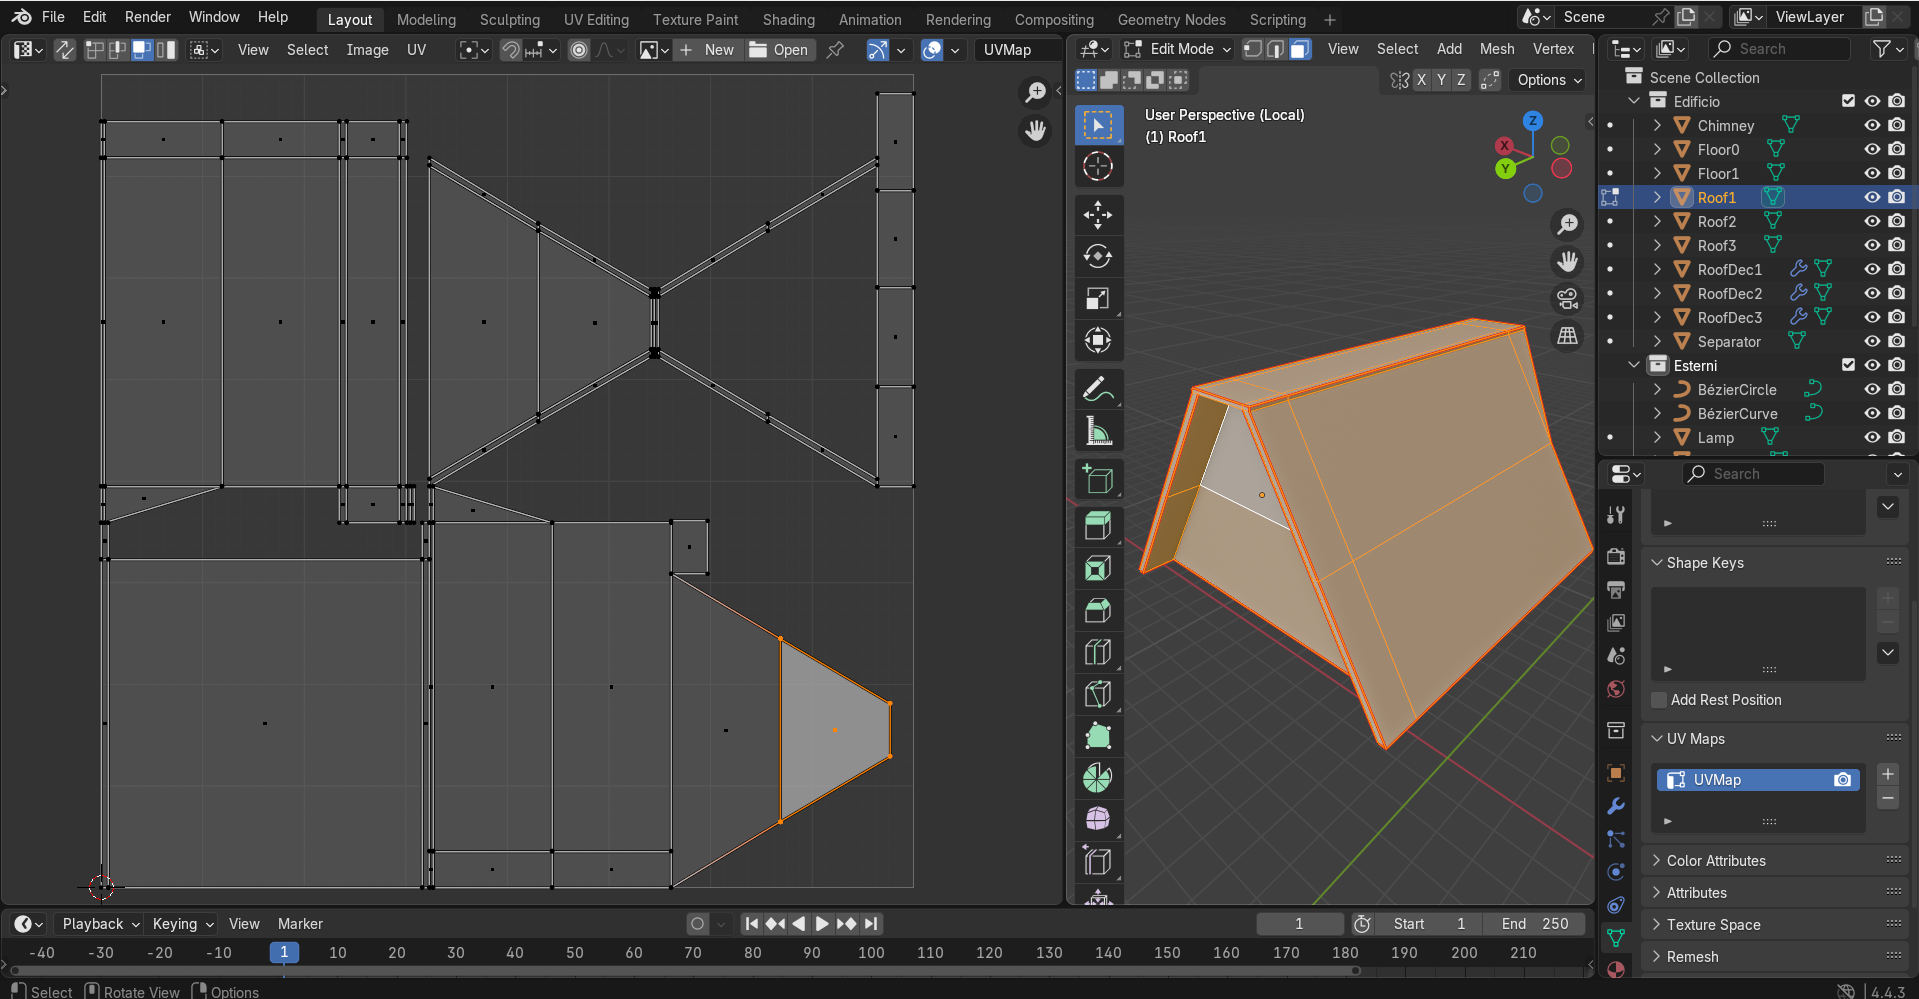 File Edit Render Window Help Layout Modeling Sculpting UV Editing Texture Paint Shading Animation Rendering Compositing Geometry Nodes Scripting + Scene ViewLayer
View Select Image UV New Open UVMap
Edit Mode View Select Add Mesh Vertex
Search
X Y Z Options
User Perspective (Local)
(1) Roof1
Z
X
Y
Scene Collection
Edificio
Chimney
Floor0
Floor1
Roof1
Roof2
Roof3
RoofDec1
RoofDec2
RoofDec3
Separator
Esterni
BézierCircle
BézierCurve
Lamp
Search
Shape Keys
Add Rest Position
UV Maps
UVMap
Color Attributes
Attributes
Texture Space
Remesh
Playback Keying View Marker 1 Start 1 End 250
-40 -30 -20 -10 1 10 20 30 40 50 60 70 80 90 100 110 120 130 140 150 160 170 180 190 200 210
Select Rotate View Options 4.4.3